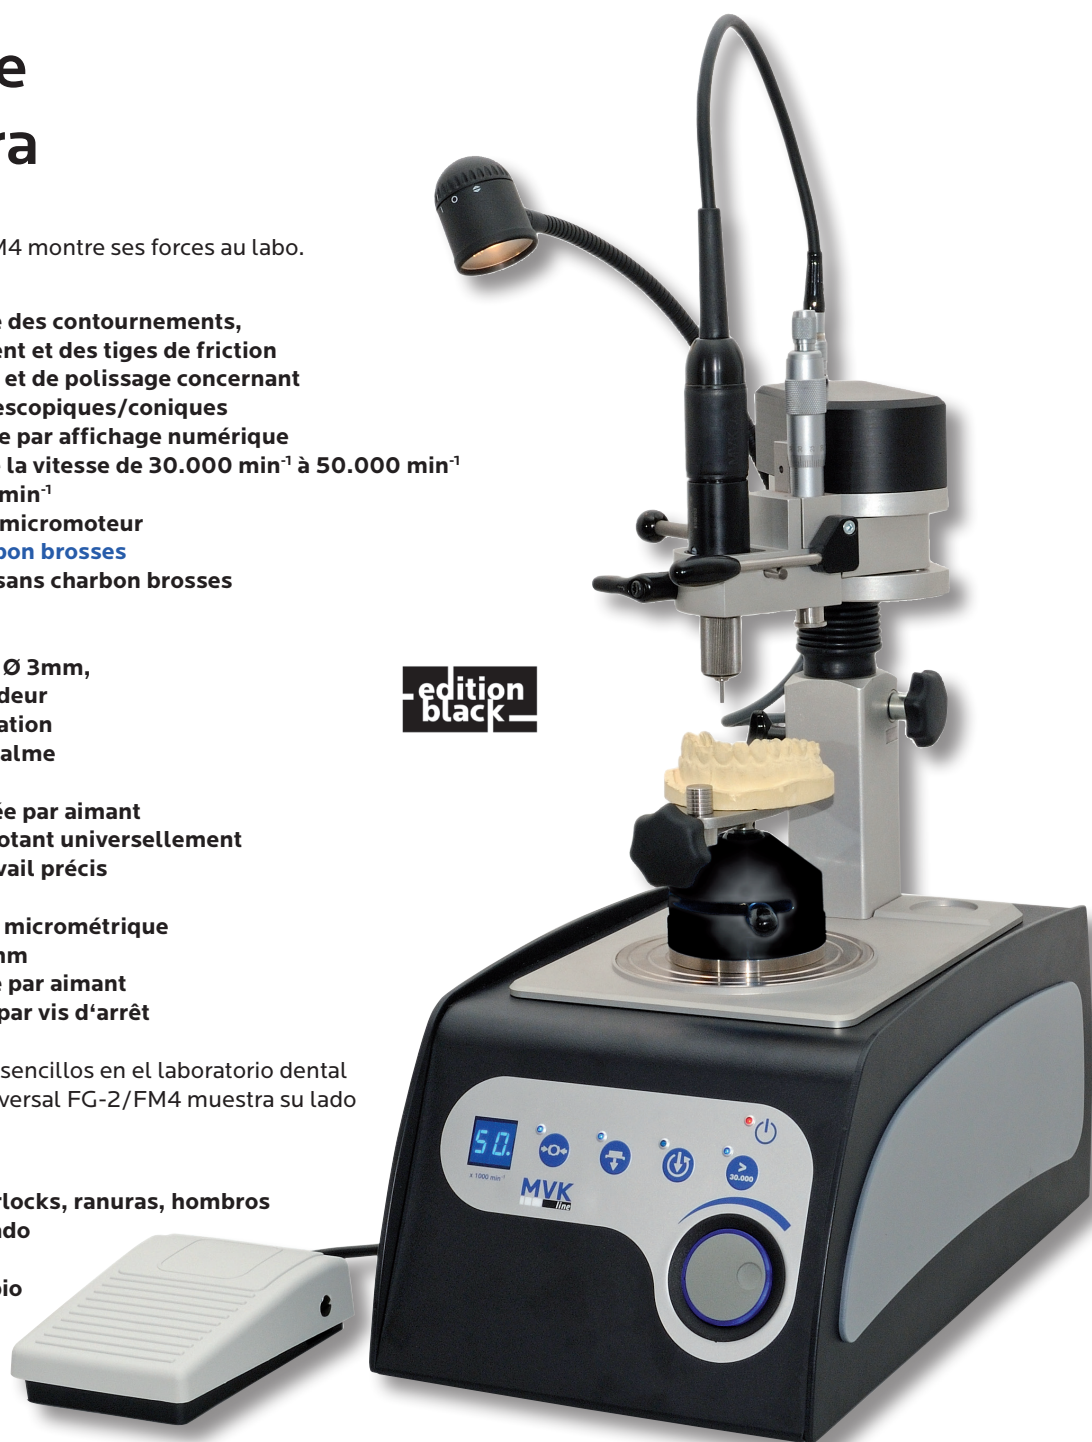 e
ra
M4 montre ses forces au labo.
e des contournements,
ent et des tiges de friction
et de polissage concernant
escopiques/coniques
e par affichage numérique
la vitesse de 30.000 min⁻¹ à 50.000 min⁻¹
min⁻¹
micromoteur
bon brosses
sans charbon brosses
Ø 3mm,
deur
ation
alme
edition
black
ée par aimant
otant universellement
vail précis
micrométrique
mm
e par aimant
par vis d‘arrêt
sencillos en el laboratorio dental
versal FG-2/FM4 muestra su lado
rlocks, ranuras, hombros
ado
bio
50.
x 1000 min⁻¹
MVK
line
>
30.000